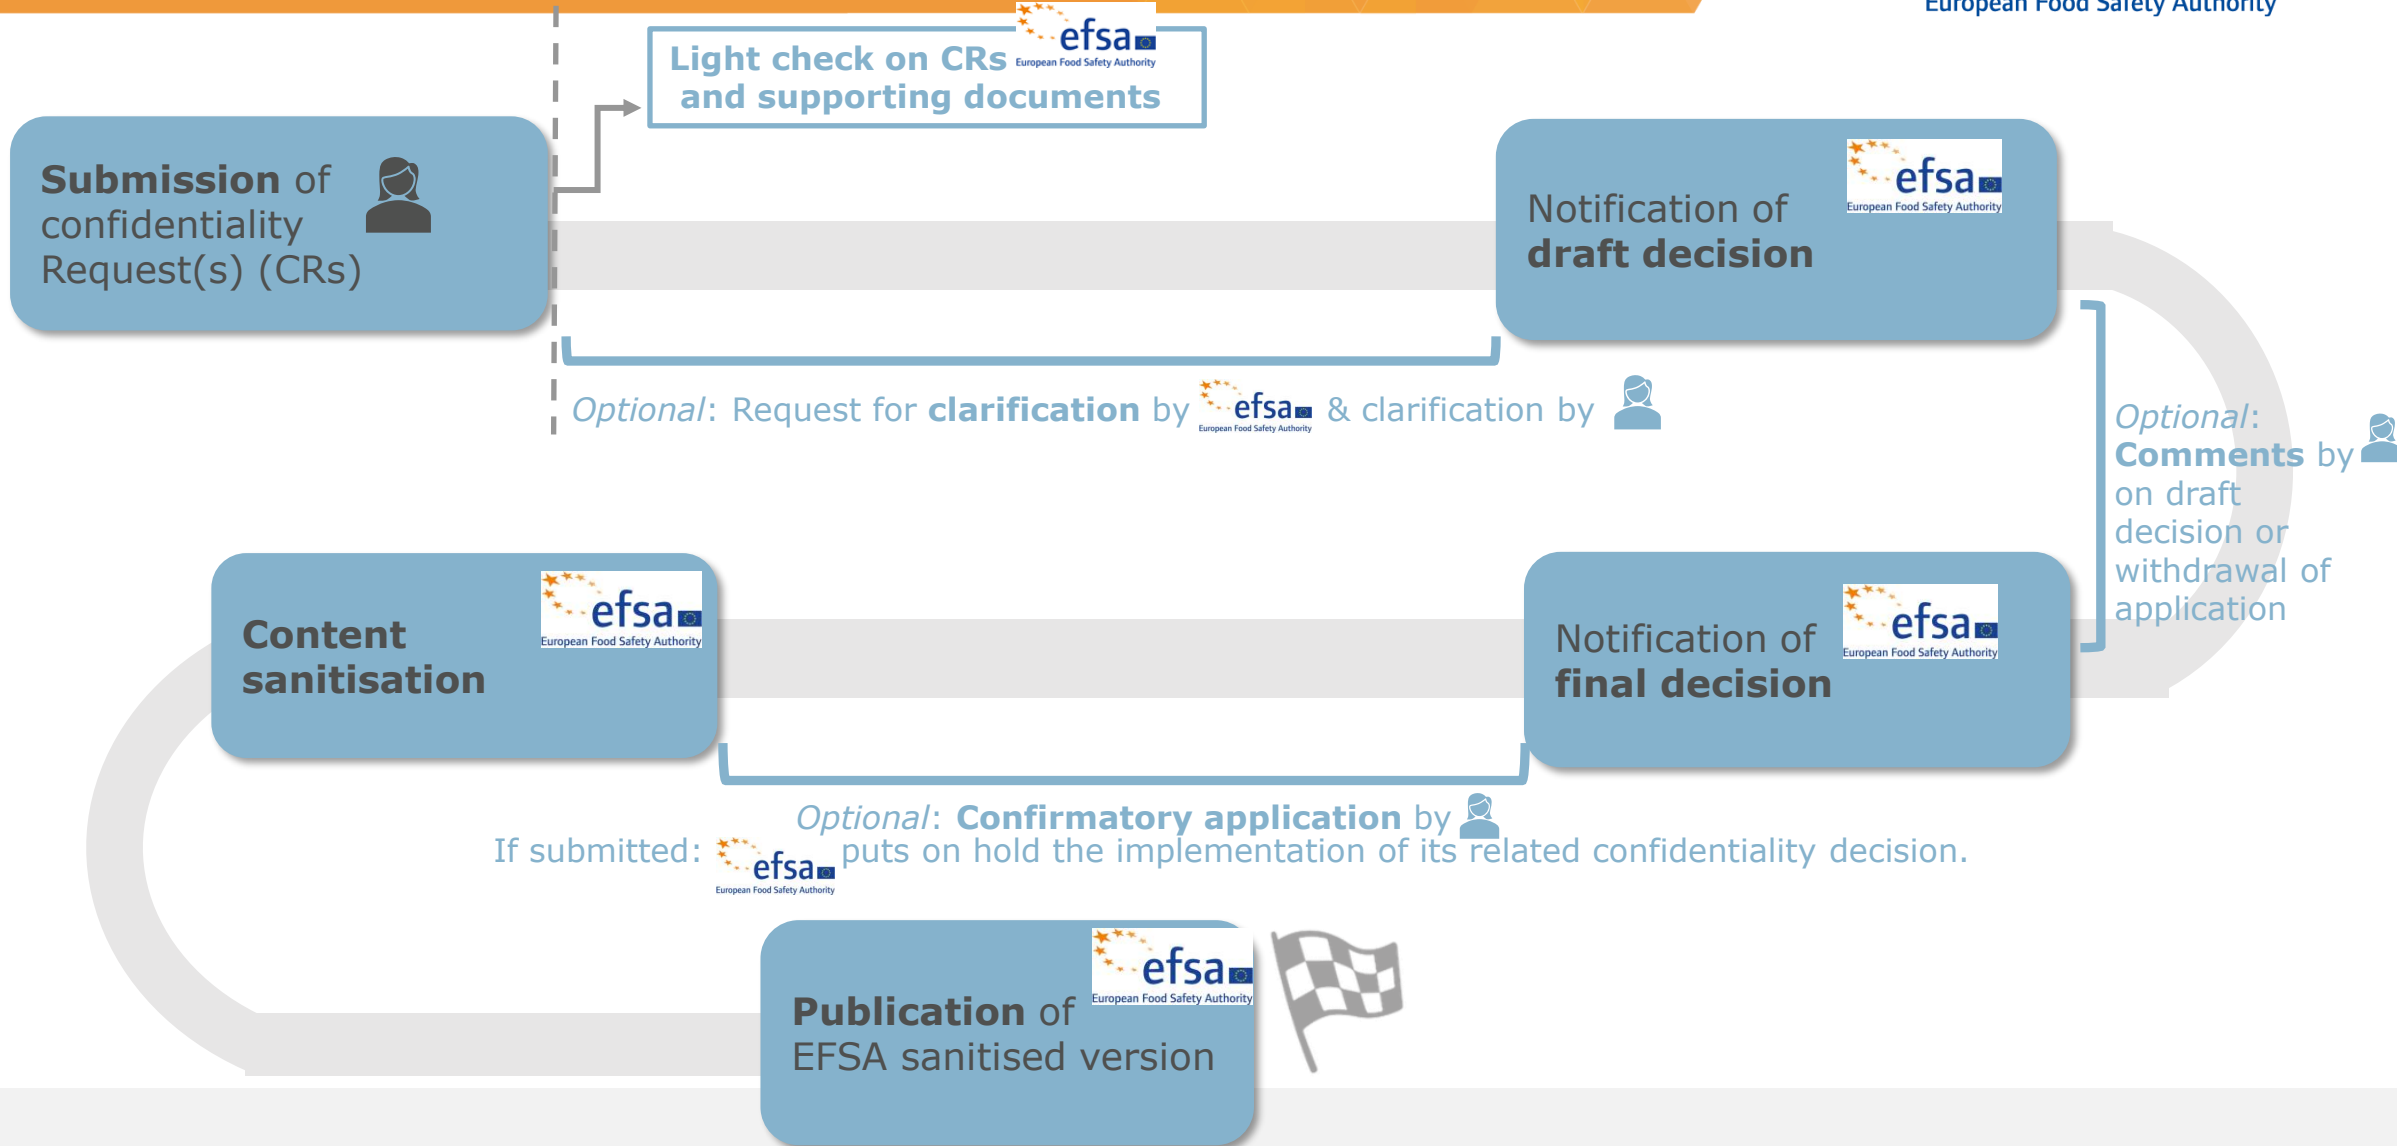 European Food Safety Authority
Light check on CRs
efsa
European Food Safety Authority
and supporting documents
Submission of
confidentiality
Request(s) (CRs)
Notification of
draft decision
efsa
European Food Safety Authority
Optional: Request for clarification by efsa & clarification by
European Food Safety Authority
Optional:
Comments by
on draft
decision or
withdrawal of
application
Notification of
final decision
efsa
European Food Safety Authority
Content
sanitisation
efsa
European Food Safety Authority
Optional: Confirmatory application by
If submitted: efsa puts on hold the implementation of its related confidentiality decision.
European Food Safety Authority
Publication of
EFSA sanitised version
efsa
European Food Safety Authority